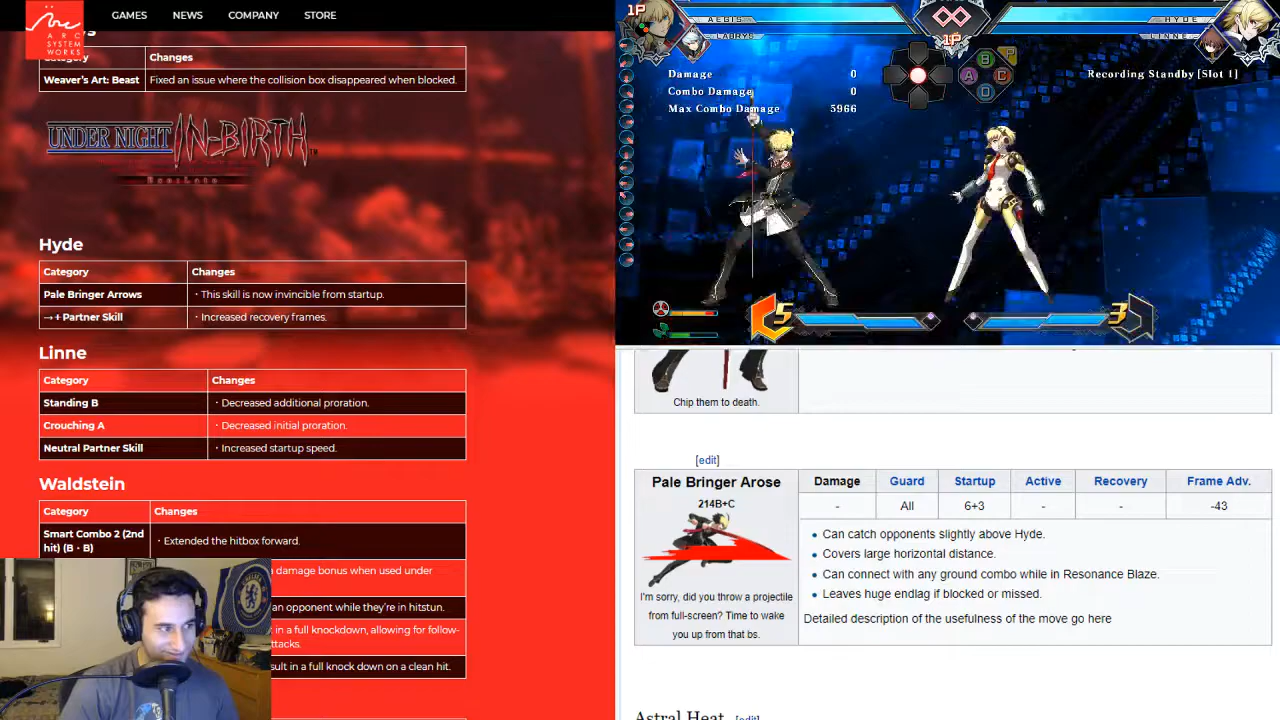 ARC
SYSTEM
WORKS
GAMES NEWS COMPANY STORE
Changes
Weaver's Art: Beast Fixed an issue where the collision box disappeared when blocked.
UNDER NIGHT IN-BIRTH
Exe:Late
Hyde
Category Changes
Pale Bringer Arrows ・This skill is now invincible from startup.
→+Partner Skill ・Increased recovery frames.
Linne
Category Changes
Standing B ・Decreased additional proration.
Crouching A ・Decreased initial proration.
Neutral Partner Skill ・Increased startup speed.
Waldstein
Category Changes
Smart Combo 2 (2nd
hit) (B・B) ・Extended the hitbox forward.
a damage bonus when used under
an opponent while they're in hitstun.
in a full knockdown, allowing for follow-
ttacks.
sult in a full knock down on a clean hit.
1P
AEGIS
LABRYS
1P
HYDE
LINNE
Damage 0
Combo Damage 0
Max Combo Damage 5966
A B C D P
Recording Standby [Slot 1]
5
3
Chip them to death.
[edit]
Pale Bringer Arose
214B+C
Damage Guard Startup Active Recovery Frame Adv.
- All 6+3 - - -43
• Can catch opponents slightly above Hyde.
• Covers large horizontal distance.
• Can connect with any ground combo while in Resonance Blaze.
• Leaves huge endlag if blocked or missed.
Detailed description of the usefulness of the move go here
I'm sorry, did you throw a projectile
from full-screen? Time to wake
you up from that bs.
Astral Heat [edit]